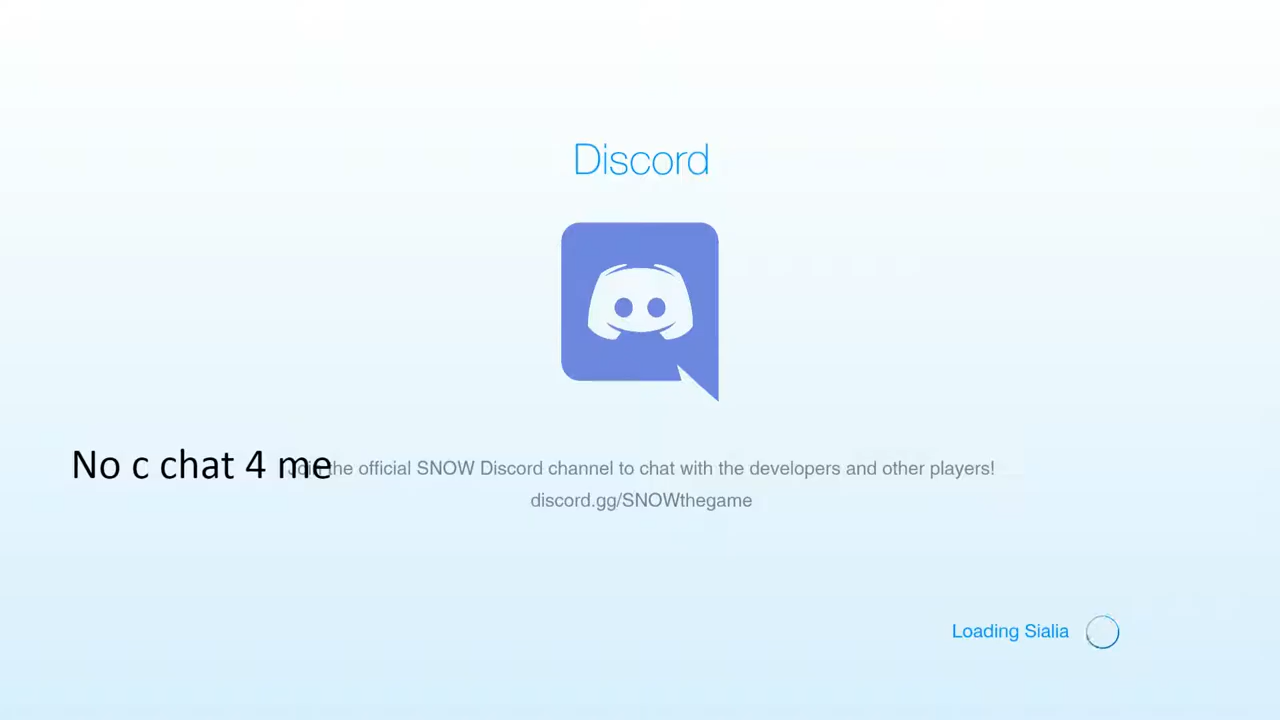 Discord
No c chat 4 me
Join the official SNOW Discord channel to chat with the developers and other players!
discord.gg/SNOWthegame
Loading Sialia